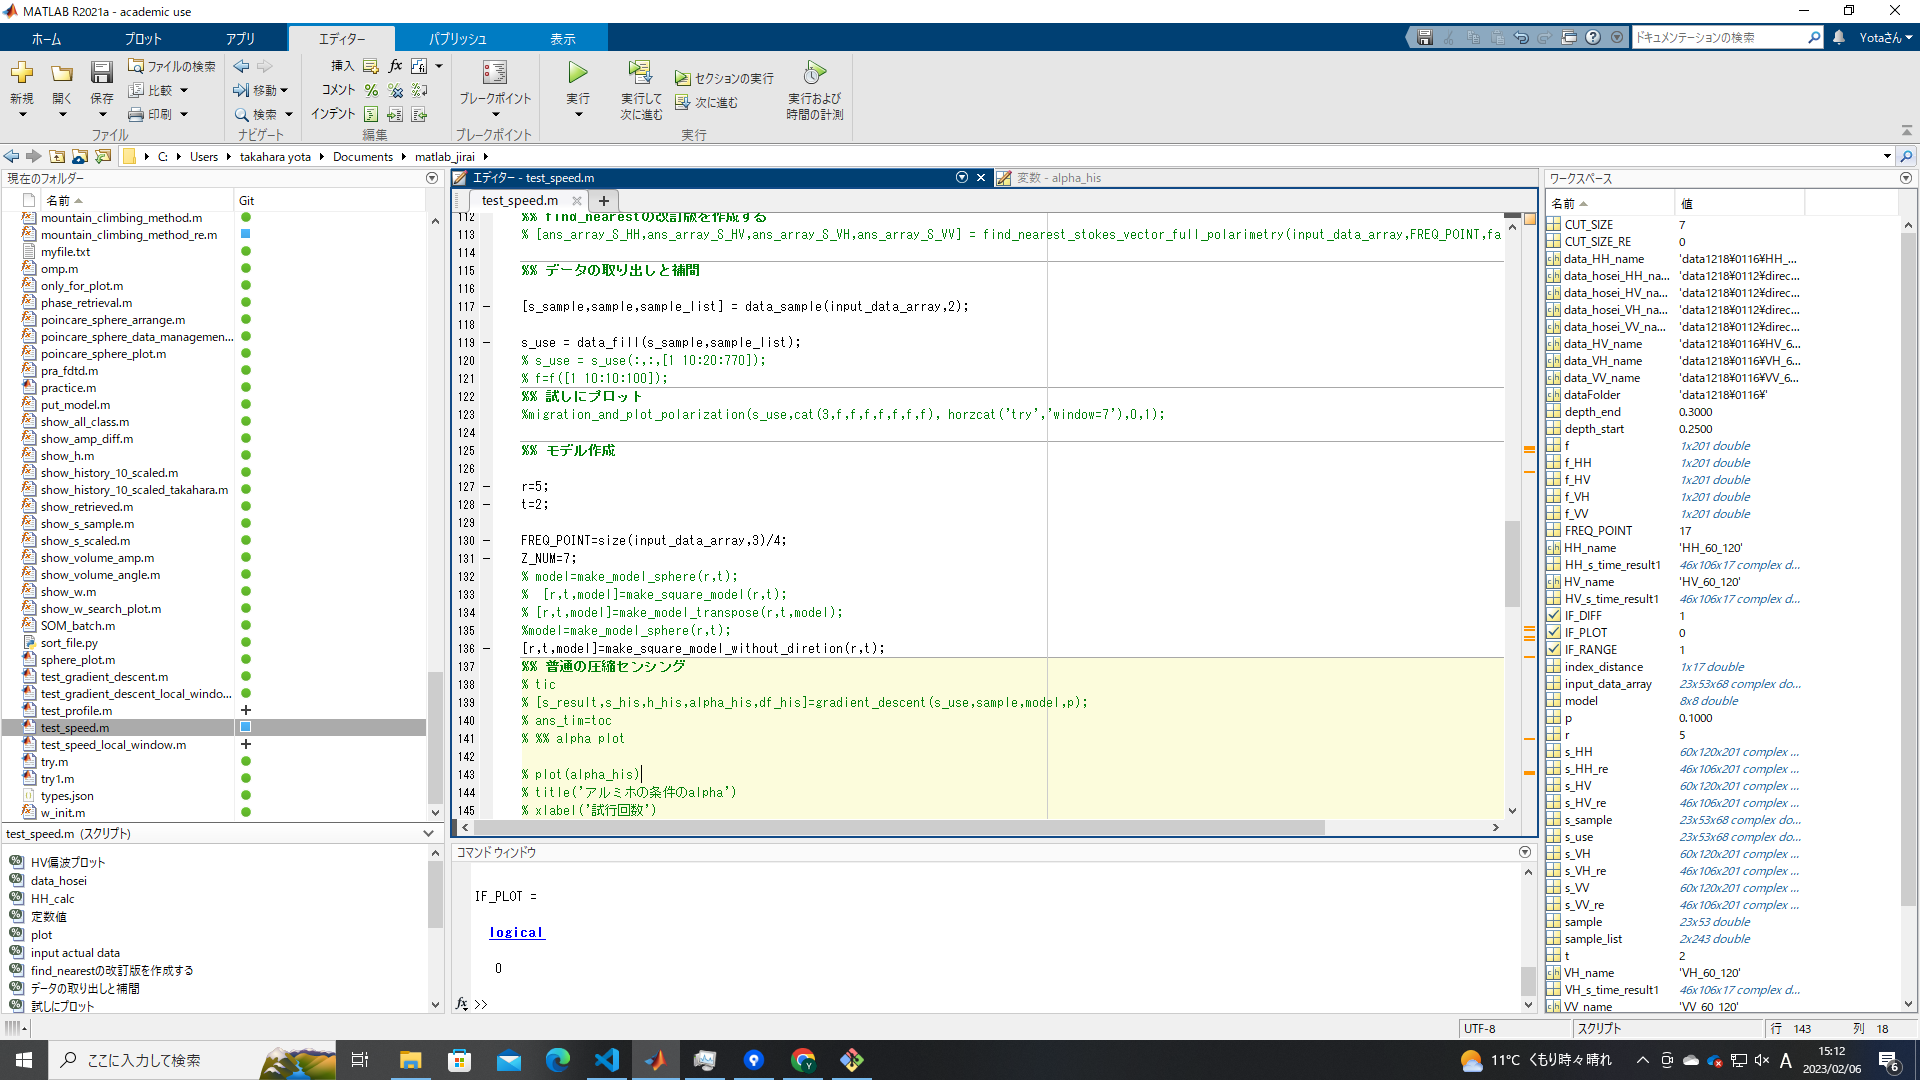 MATLAB R2021a - academic use
ホーム
プロット
アプリ
エディター
パブリッシュ
表示
ドキュメンテーションの検索
Yotaさん
新規
開く
保存
ファイルの検索
比較
印刷
ファイル
移動
検索
ナビゲート
挿入
コメント
インデント
編集
ブレークポイント
ブレークポイント
実行
実行して
次に進む
セクションの実行
次に進む
実行および
時間の計測
実行
C: Users takahara yota Documents matlab_jirai
現在のフォルダー
名前 Git
mountain_climbing_method.m
mountain_climbing_method_re.m
myfile.txt
omp.m
only_for_plot.m
phase_retrieval.m
poincare_sphere_arrange.m
poincare_sphere_data_managemen...
poincare_sphere_plot.m
pra_fdtd.m
practice.m
put_model.m
show_all_class.m
show_amp_diff.m
show_h.m
show_history_10_scaled.m
show_history_10_scaled_takahara.m
show_retrieved.m
show_s_sample.m
show_s_scaled.m
show_volume_amp.m
show_volume_angle.m
show_w.m
show_w_search_plot.m
SOM_batch.m
sort_file.py
sphere_plot.m
test_gradient_descent.m
test_gradient_descent_local_windo...
test_profile.m
test_speed.m
test_speed_local_window.m
try.m
try1.m
types.json
w_init.m
test_speed.m (スクリプト)
HV偏波プロット
data_hosei
HH_calc
定数値
plot
input actual data
find_nearestの改訂版を作成する
データの取り出しと補間
試しにプロット
エディター - test_speed.m
変数 - alpha_his
test_speed.m
112 %% find_nearestの改訂版を作成する
113 % [ans_array_S_HH,ans_array_S_HV,ans_array_S_VH,ans_array_S_VV] = find_nearest_stokes_vector_full_polarimetry(input_data_array,FREQ_POINT,fa
114
115 %% データの取り出しと補間
116
117 [s_sample,sample,sample_list] = data_sample(input_data_array,2);
118
119 s_use = data_fill(s_sample,sample_list);
120 % s_use = s_use(:,:,[1 10:20:770]);
121 % f=f([1 10:10:100]);
122 %% 試しにプロット
123 %migration_and_plot_polarization(s_use,cat(3,f,f,f,f,f,f,f), horzcat('try','window=7'),0,1);
124
125 %% モデル作成
126
127 r=5;
128 t=2;
129
130 FREQ_POINT=size(input_data_array,3)/4;
131 Z_NUM=7;
132 % model=make_model_sphere(r,t);
133 %  [r,t,model]=make_square_model(r,t);
134 % [r,t,model]=make_model_transpose(r,t,model);
135 %model=make_model_sphere(r,t);
136 [r,t,model]=make_square_model_without_diretion(r,t);
137 %% 普通の圧縮センシング
138 % tic
139 % [s_result,s_his,h_his,alpha_his,df_his]=gradient_descent(s_use,sample,model,p);
140 % ans_tim=toc
141 % %% alpha plot
142
143 % plot(alpha_his)
144 % title('アルミホの条件のalpha')
145 % xlabel('試行回数')
コマンド ウィンドウ
IF_PLOT =
logical
0
fx >>
ワークスペース
名前 値
CUT_SIZE 7
CUT_SIZE_RE 0
data_HH_name 'data1218¥0116¥HH_...
data_hosei_HH_na... 'data1218¥0112¥direc...
data_hosei_HV_na... 'data1218¥0112¥direc...
data_hosei_VH_na... 'data1218¥0112¥direc...
data_hosei_VV_na... 'data1218¥0112¥direc...
data_HV_name 'data1218¥0116¥HV_6...
data_VH_name 'data1218¥0116¥VH_6...
data_VV_name 'data1218¥0116¥VV_6...
dataFolder 'data1218¥0116¥'
depth_end 0.3000
depth_start 0.2500
f 1x201 double
f_HH 1x201 double
f_HV 1x201 double
f_VH 1x201 double
f_VV 1x201 double
FREQ_POINT 17
HH_name 'HH_60_120'
HH_s_time_result1 46x106x17 complex d...
HV_name 'HV_60_120'
HV_s_time_result1 46x106x17 complex d...
IF_DIFF 1
IF_PLOT 0
IF_RANGE 1
index_distance 1x17 double
input_data_array 23x53x68 complex do...
model 8x8 double
p 0.1000
r 5
s_HH 60x120x201 complex ...
s_HH_re 46x106x201 complex ...
s_HV 60x120x201 complex ...
s_HV_re 46x106x201 complex ...
s_sample 23x53x68 complex do...
s_use 23x53x68 complex do...
s_VH 60x120x201 complex ...
s_VH_re 46x106x201 complex ...
s_VV 60x120x201 complex ...
s_VV_re 46x106x201 complex ...
sample 23x53 double
sample_list 2x243 double
t 2
VH_name 'VH_60_120'
VH_s_time_result1 46x106x17 complex d...
VV_name 'VV_60_120'
UTF-8 スクリプト 行 143 列 18
ここに入力して検索
11°C くもり時々晴れ
A
15:12
2023/02/06
6